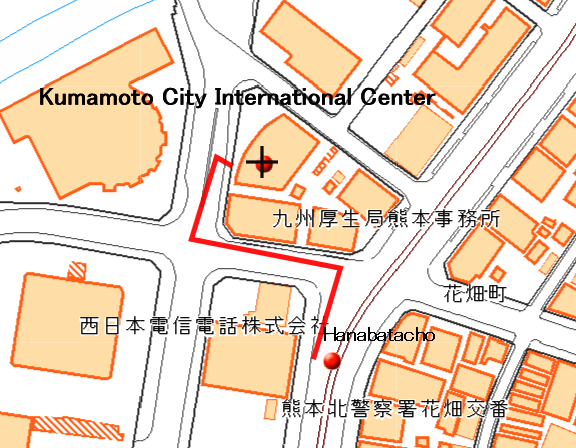 Kumamoto City International Center
九州厚生局熊本事務所
花畑町
西日本電信電話株式会社
Hanabatacho
熊本北警察署花畑交番